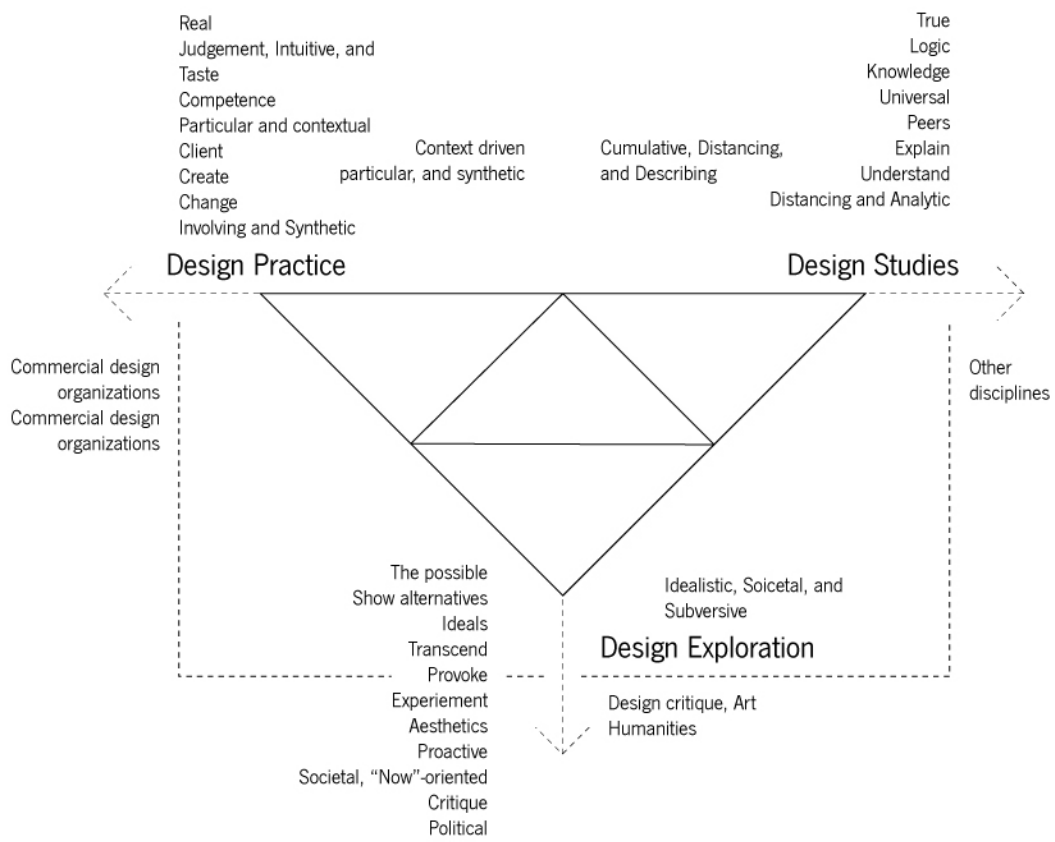 Real
Judgement, Intuitive, and
Taste
Competence
Particular and contextual
Client
Create
Change
Involving and Synthetic
Context driven
particular, and synthetic
Cumulative, Distancing,
and Describing
True
Logic
Knowledge
Universal
Peers
Explain
Understand
Distancing and Analytic
Design Practice
Design Studies
Commercial design
organizations
Commercial design
organizations
Other
disciplines
The possible
Show alternatives
Ideals
Transcend
Provoke
Experiement
Aesthetics
Proactive
Societal, “Now”-oriented
Critique
Political
Idealistic, Soicetal, and
Subversive
Design Exploration
Design critique, Art
Humanities